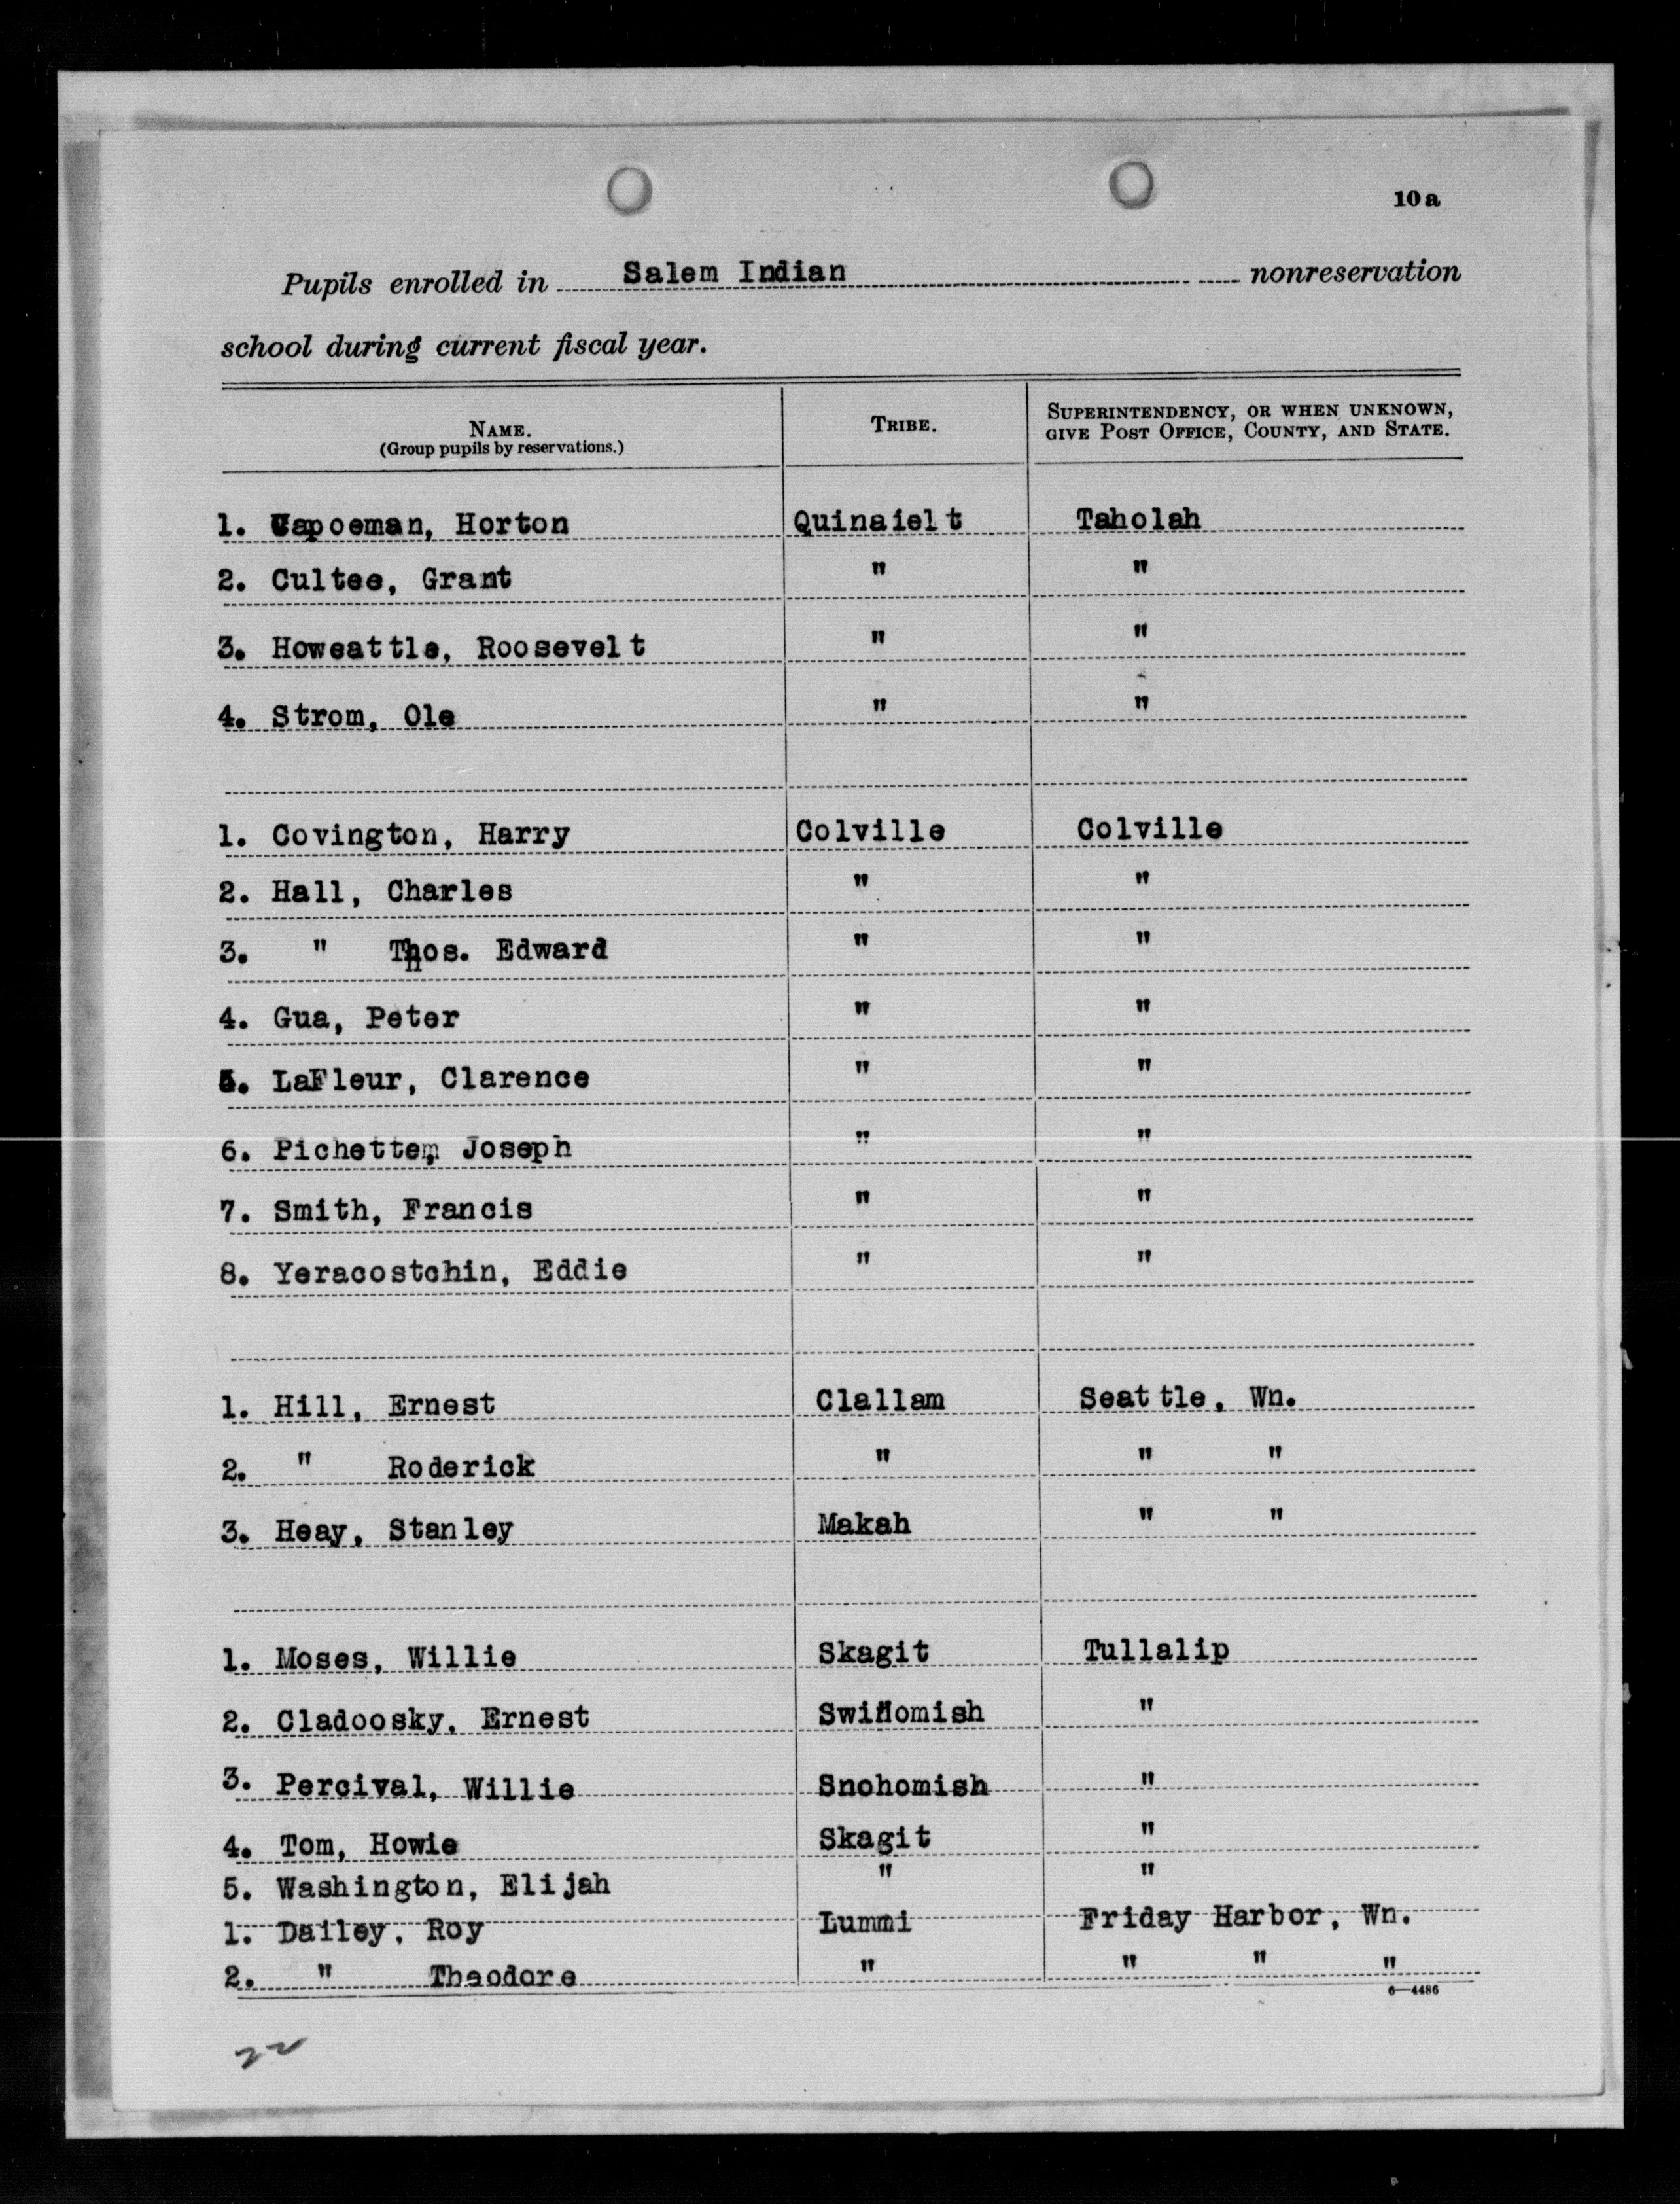 10a
Pupils enrolled in Salem Indian nonreservation
school during current fiscal year.
NAME.
(Group pupils by reservations.)
TRIBE.
SUPERINTENDENCY, OR WHEN UNKNOWN,
GIVE POST OFFICE, COUNTY, AND STATE.
1. Capoeman, Horton Quinaielt Taholah
2. Cultee, Grant " "
3. Howeattle, Roosevelt " "
4. Strom, Ole " "
1. Covington, Harry Colville Colville
2. Hall, Charles " "
3. " Thos. Edward " "
4. Gua, Peter " "
5. LaFleur, Clarence " "
6. Pichette, Joseph " "
7. Smith, Francis " "
8. Yeracostchin, Eddie " "
1. Hill, Ernest Clallam Seattle, Wn.
2. " Roderick " " "
3. Heay, Stanley Makah " "
1. Moses, Willie Skagit Tullalip
2. Cladoosky, Ernest Swinomish "
3. Percival, Willie Snohomish "
4. Tom, Howie Skagit "
5. Washington, Elijah " "
1. Dailey, Roy Lummi Friday Harbor, Wn.
2. " Theodore " " " "
6—4486
22